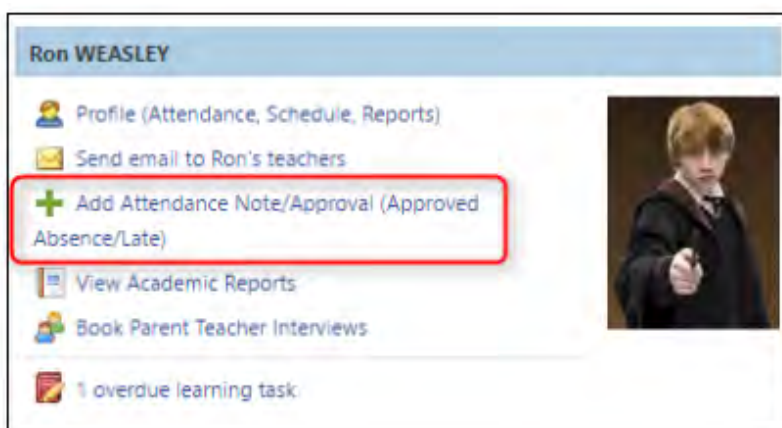 Ron WEASLEY
Profile (Attendance, Schedule, Reports)
Send email to Ron's teachers
Add Attendance Note/Approval (Approved
Absence/Late)
View Academic Reports
Book Parent Teacher Interviews
1 overdue learning task